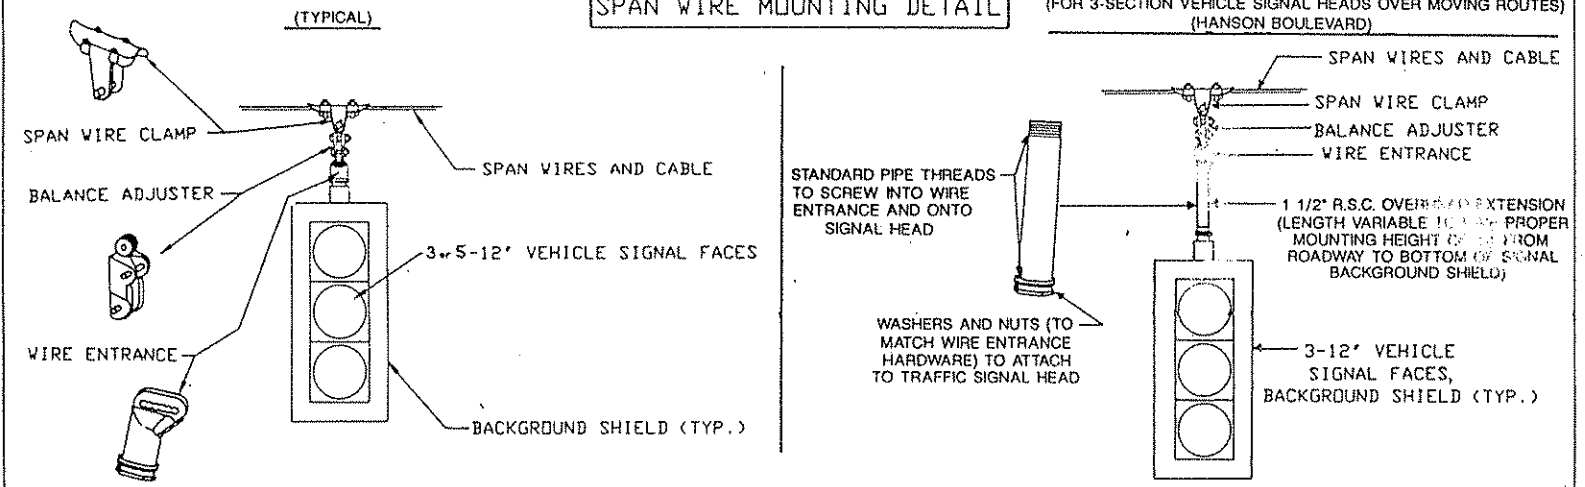 (TYPICAL)
SPAN WIRE MOUNTING DETAIL
(FOR 3-SECTION VEHICLE SIGNAL HEADS OVER MOVING ROUTES)
(HANSON BOULEVARD)
SPAN WIRE CLAMP
BALANCE ADJUSTER
WIRE ENTRANCE
SPAN WIRES AND CABLE
3 or 5-12" VEHICLE SIGNAL FACES
BACKGROUND SHIELD (TYP.)
STANDARD PIPE THREADS
TO SCREW INTO WIRE
ENTRANCE AND ONTO
SIGNAL HEAD
WASHERS AND NUTS (TO
MATCH WIRE ENTRANCE
HARDWARE) TO ATTACH
TO TRAFFIC SIGNAL HEAD
SPAN WIRES AND CABLE
SPAN WIRE CLAMP
BALANCE ADJUSTER
WIRE ENTRANCE
1 1/2" R.S.C. EXTENSION
(LENGTH VARIABLE PROPER
MOUNTING HEIGHT FROM
ROADWAY TO BOTTOM OF SIGNAL
BACKGROUND SHIELD)
3-12" VEHICLE
SIGNAL FACES,
BACKGROUND SHIELD (TYP.)